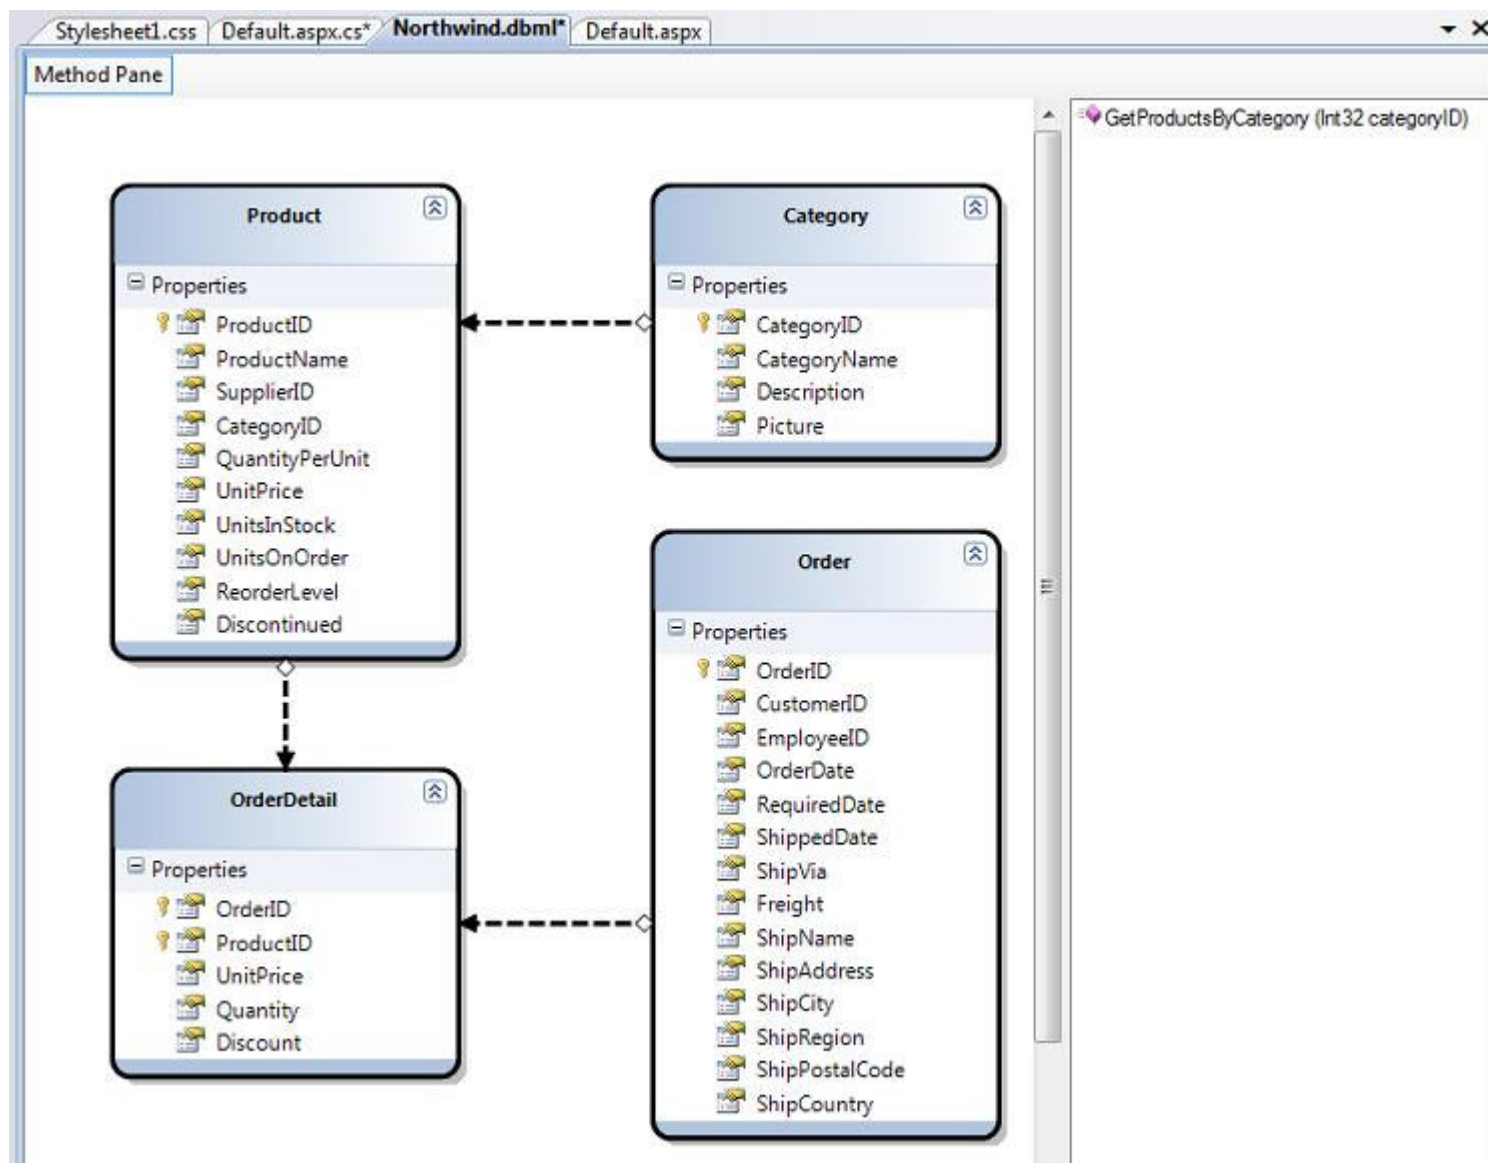 Stylesheet1.css Default.aspx.cs* Northwind.dbml* Default.aspx
Method Pane
GetProductsByCategory (Int32 categoryID)
Product
Properties
ProductID
ProductName
SupplierID
CategoryID
QuantityPerUnit
UnitPrice
UnitsInStock
UnitsOnOrder
ReorderLevel
Discontinued
Category
Properties
CategoryID
CategoryName
Description
Picture
OrderDetail
Properties
OrderID
ProductID
UnitPrice
Quantity
Discount
Order
Properties
OrderID
CustomerID
EmployeeID
OrderDate
RequiredDate
ShippedDate
ShipVia
Freight
ShipName
ShipAddress
ShipCity
ShipRegion
ShipPostalCode
ShipCountry